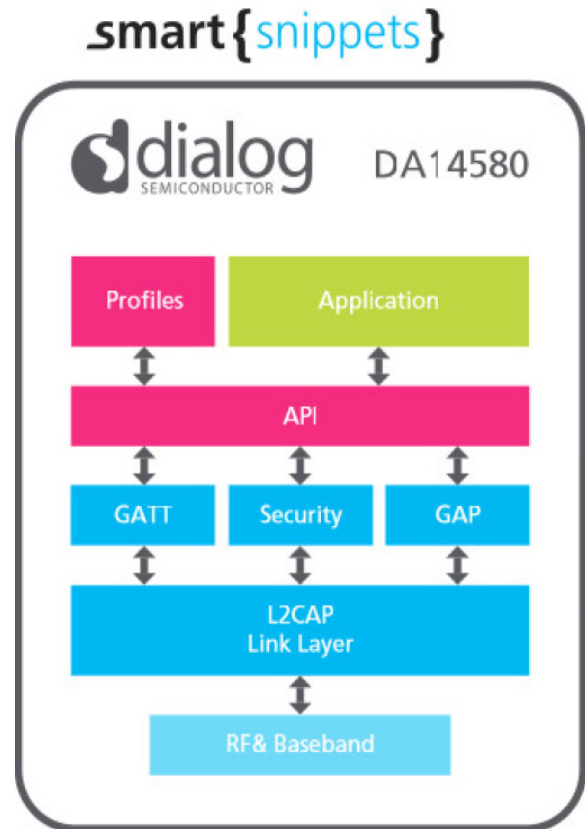 smart{snippets}
dialog DA14580
SEMICONDUCTOR
Profiles Application
API
GATT Security GAP
L2CAP
Link Layer
RF& Baseband